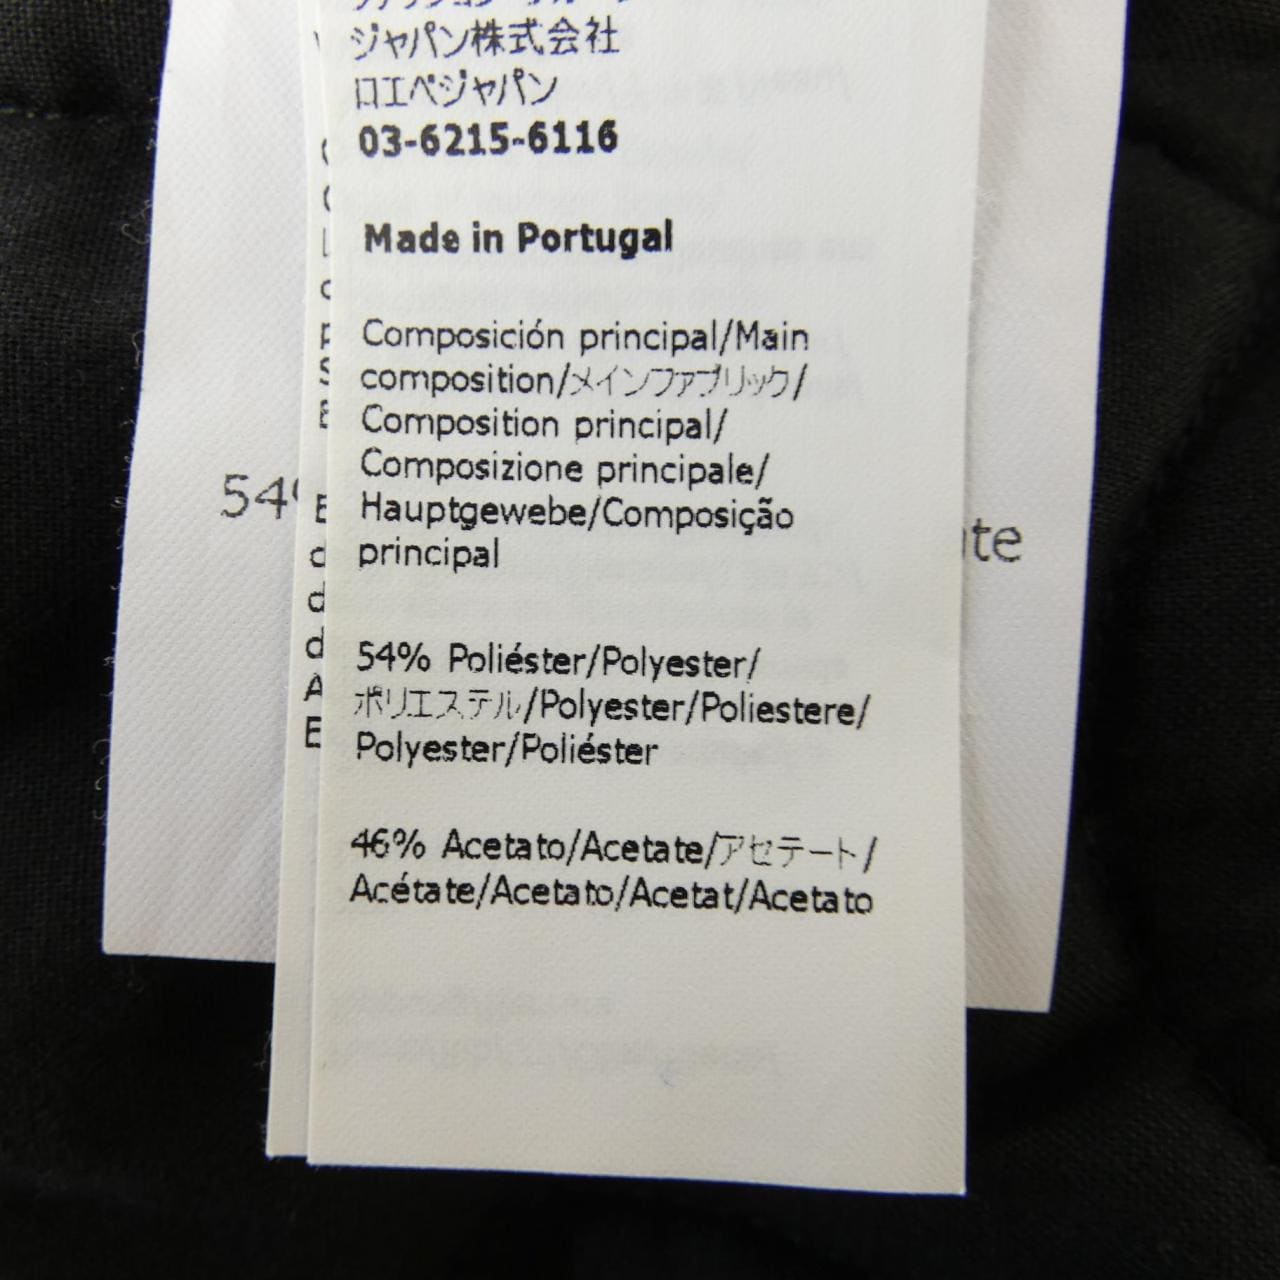 ジャパン株式会社
ロエベジャパン
03-6215-6116
Made in Portugal
Composición principal/Main
composition/メインファブリック/
Composition principal/
Composizione principale/
Hauptgewebe/Composição
principal
54% Poliéster/Polyester/
ポリエステル/Polyester/Poliestere/
Polyester/Poliéster
46% Acetato/Acetate/アセテート/
Acétate/Acetato/Acetat/Acetato
54%